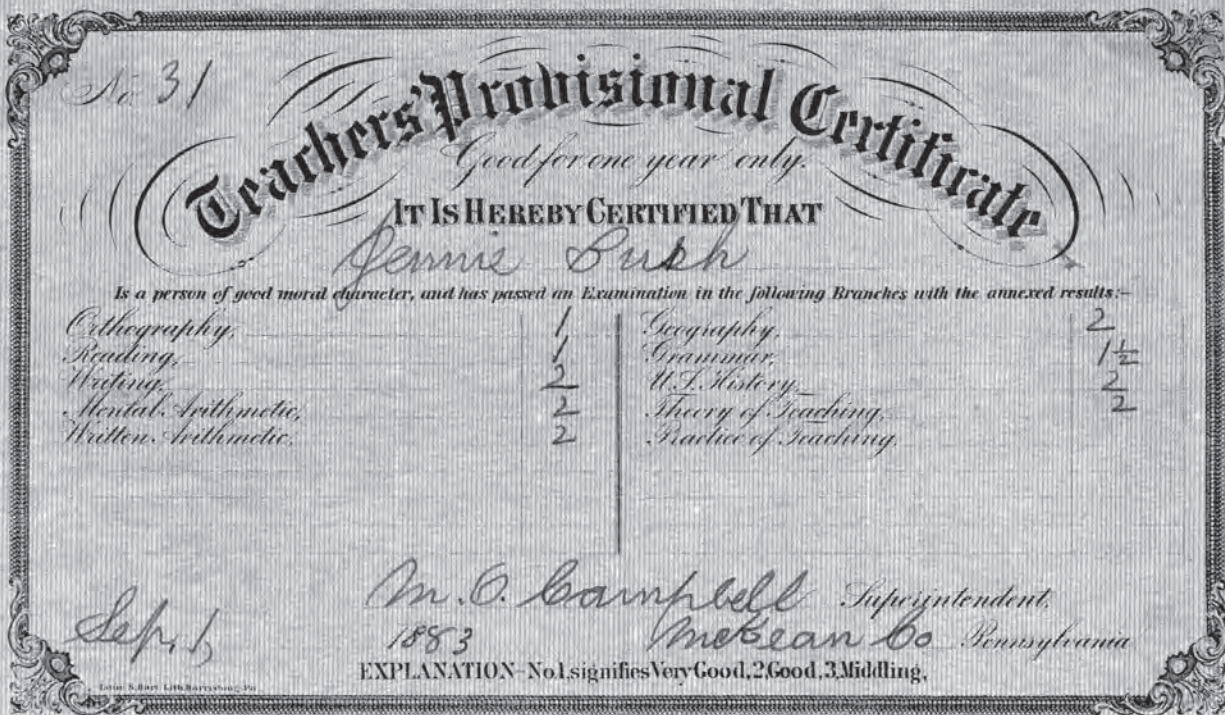 No. 31
Teachers' Provisional Certificate
Good for one year only.
IT IS HEREBY CERTIFIED THAT
Jennie Bush
Is a person of good moral character, and has passed an Examination in the following Branches with the annexed results:—
Orthography, 1
Reading, 1
Writing, 2
Mental Arithmetic, 2
Written Arithmetic, 2
Geography, 2
Grammar, 1½
U.S. History, 2
Theory of Teaching, 2
Practice of Teaching,
M. O. Campbell Superintendent,
Sep. 1, 1883 McKean Co Pennsylvania
EXPLANATION—No.1 signifies Very Good, 2, Good, 3, Middling,
S. Hart Lith. Harrisburg, Pa